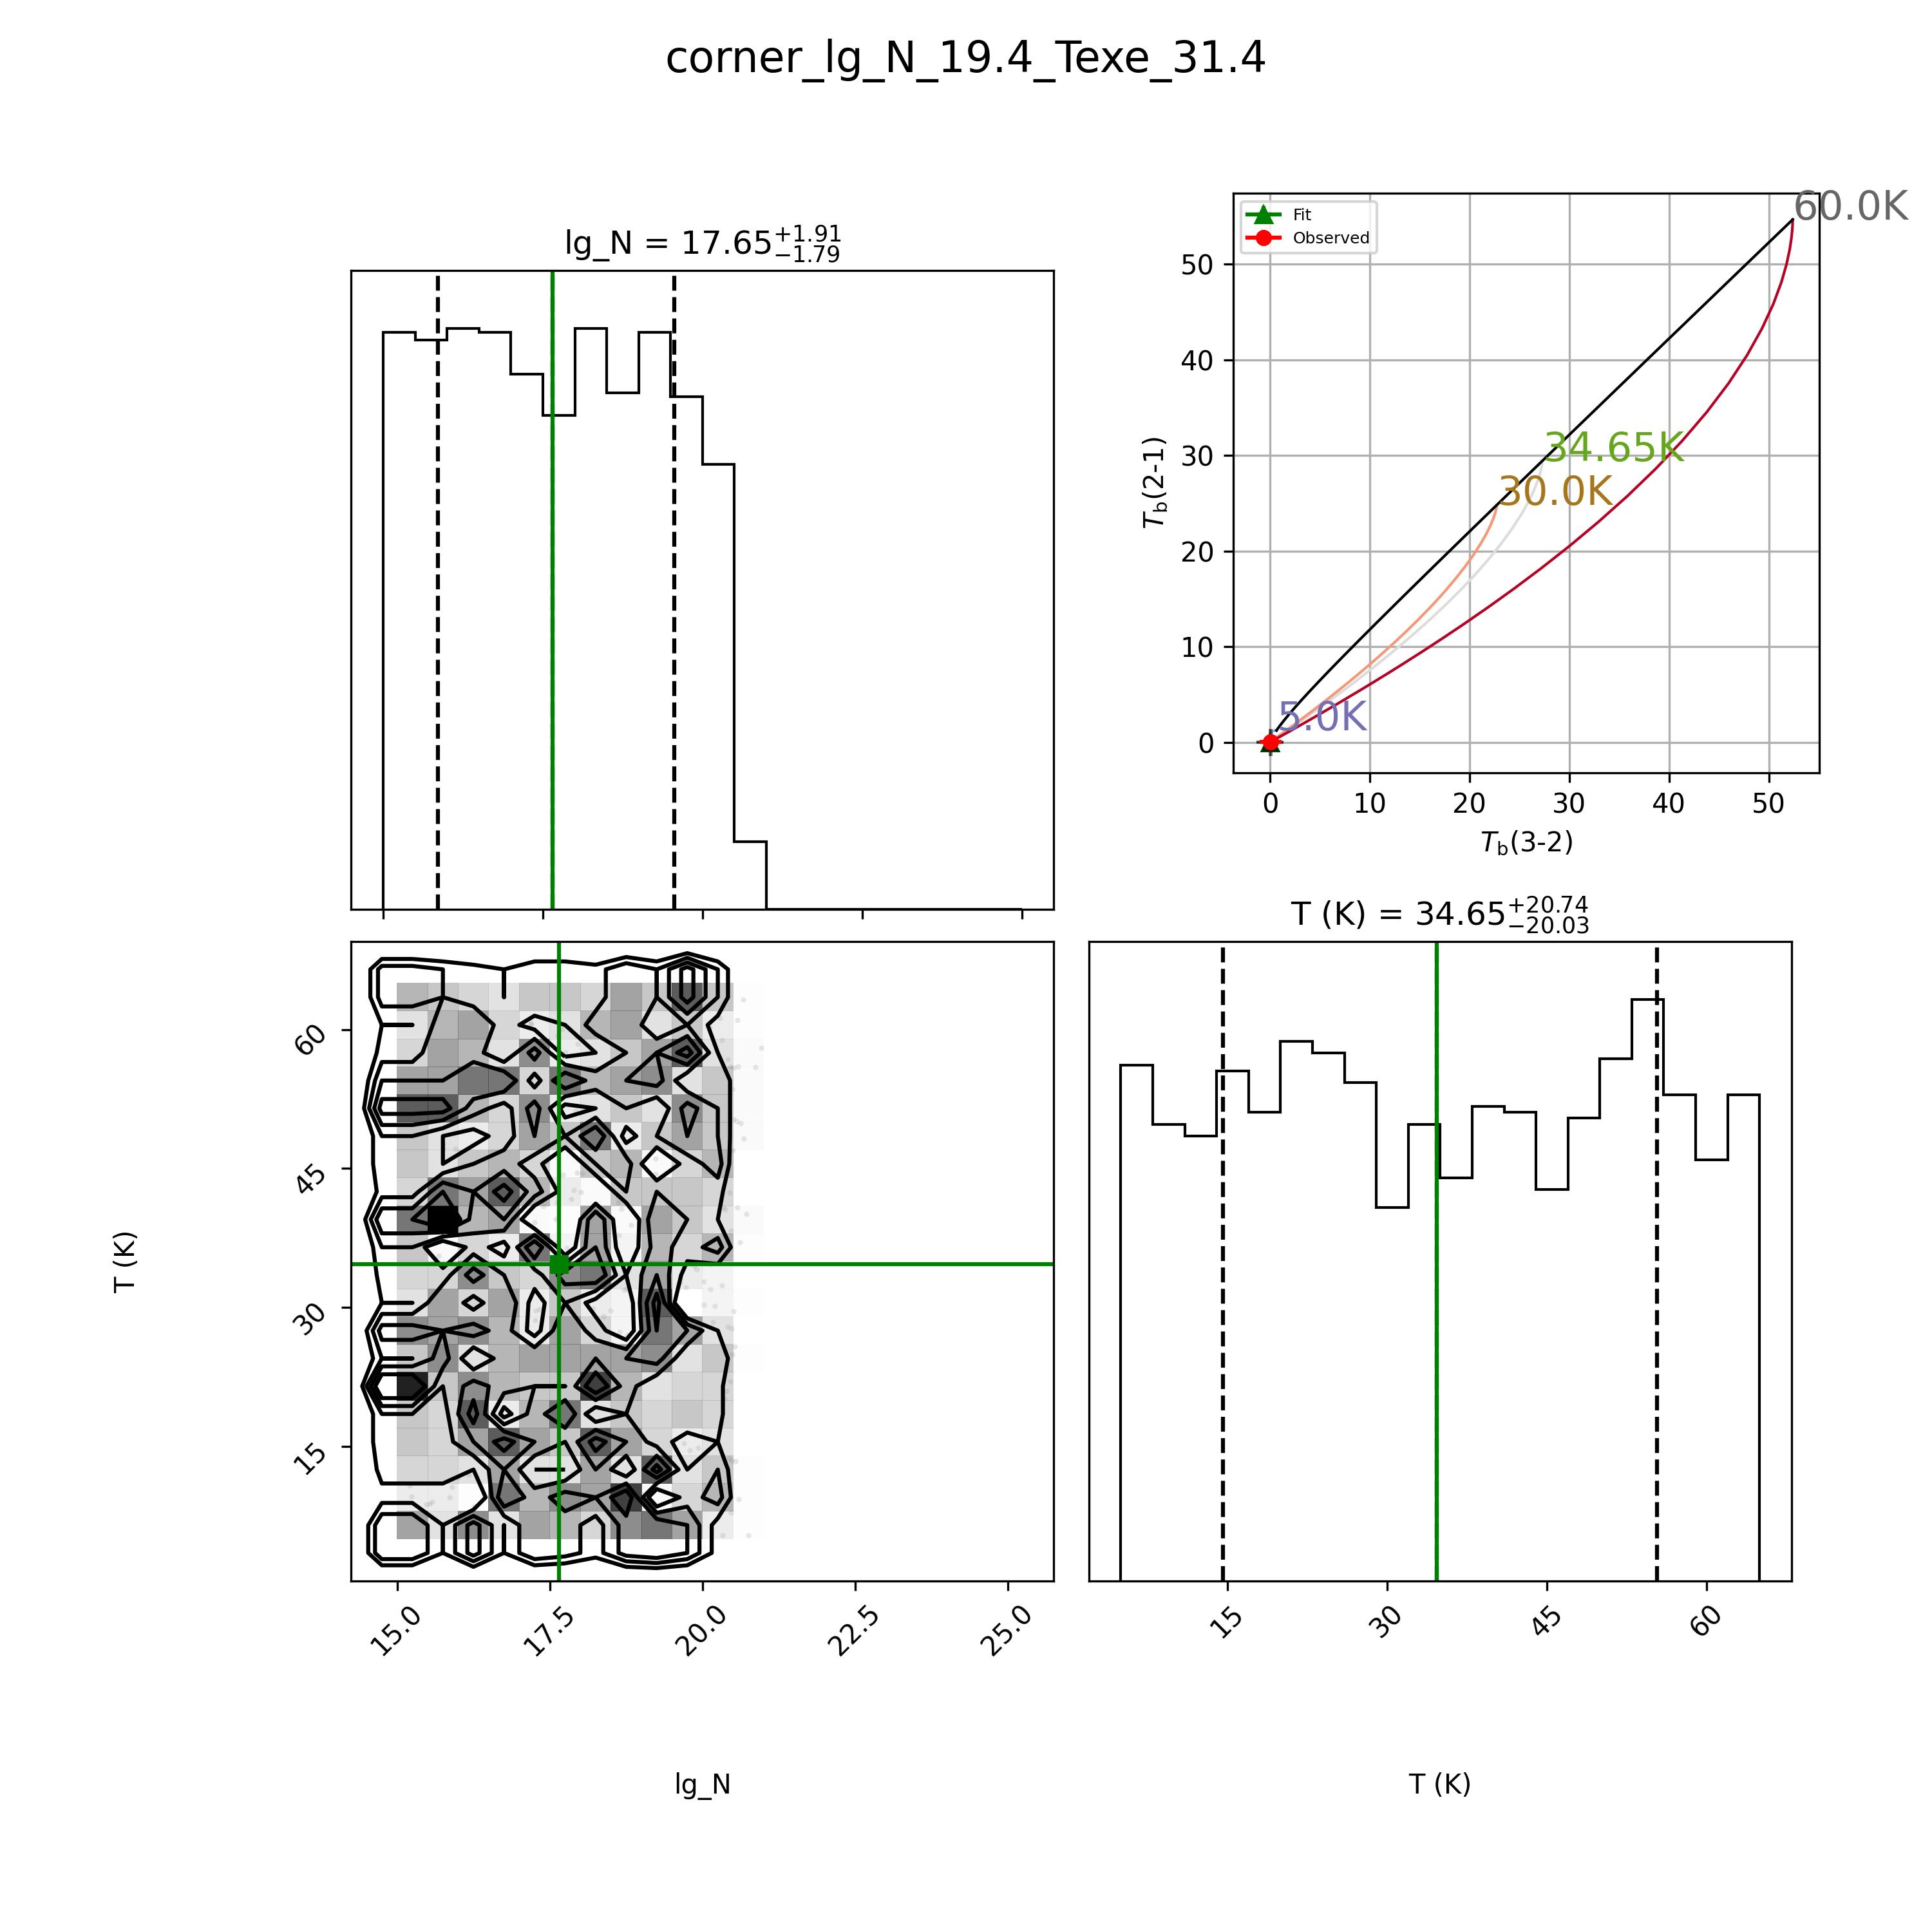 corner_lg_N_19.4_Texe_31.4
lg_N = 17.65+1.91−1.79
60.0K
Fit
Observed
50
40
30
20
10
0
34.65K
30.0K
5.0K
Tb(2-1)
0 10 20 30 40 50
Tb(3-2)
T (K) = 34.65+20.74−20.03
60
45
30
15
T (K)
15.0 17.5 20.0 22.5 25.0
lg_N
15 30 45 60
T (K)